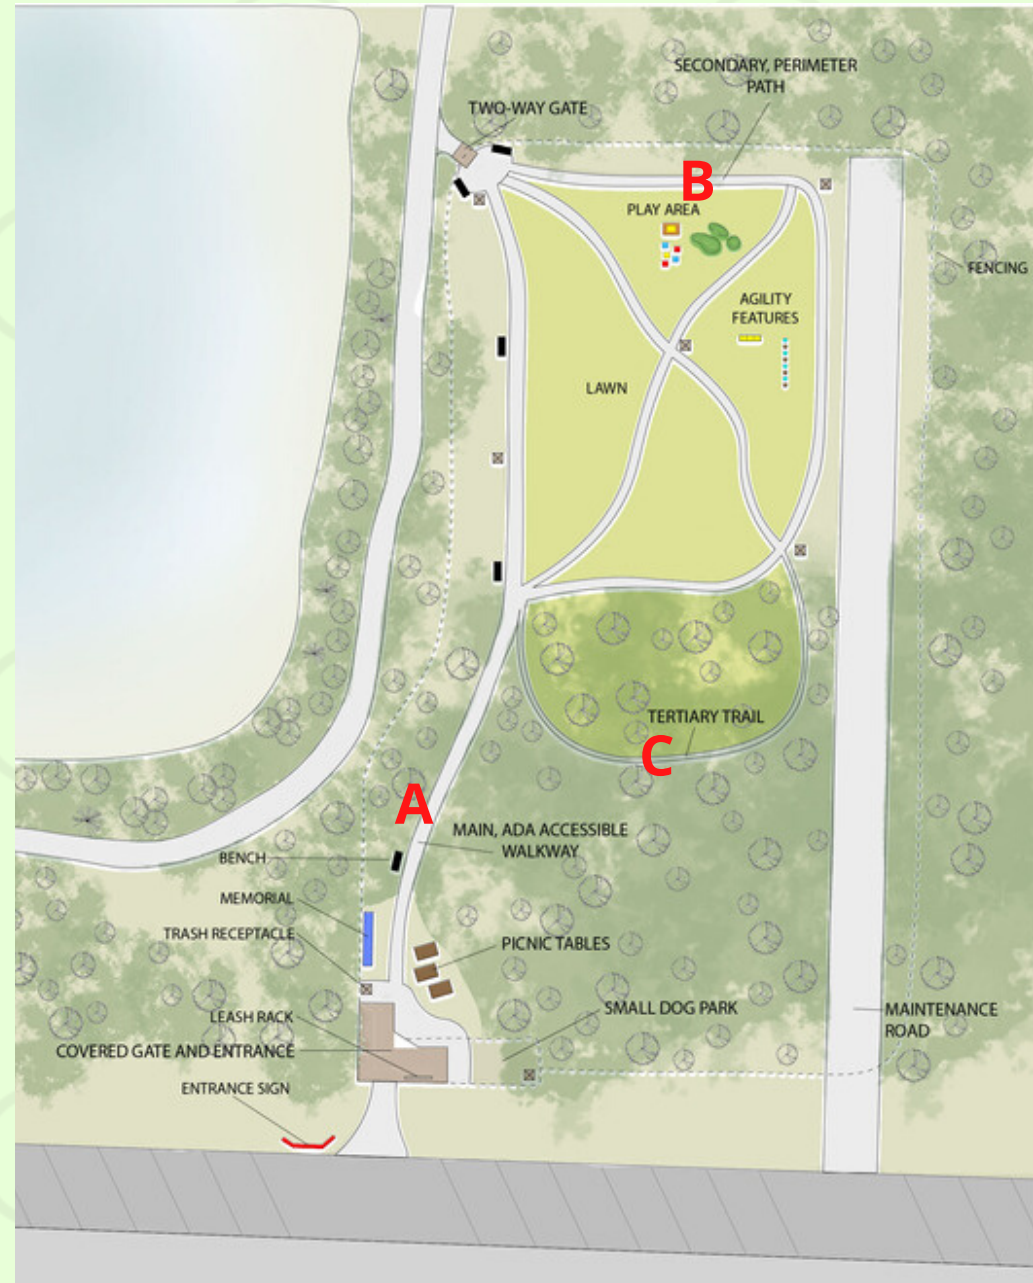 SECONDARY, PERIMETER
PATH
TWO-WAY GATE
B
PLAY AREA
FENCING
AGILITY
FEATURES
LAWN
TERTIARY TRAIL
C
A
MAIN, ADA ACCESSIBLE
WALKWAY
BENCH
MEMORIAL
TRASH RECEPTACLE
PICNIC TABLES
SMALL DOG PARK
MAINTENANCE
ROAD
LEASH RACK
COVERED GATE AND ENTRANCE
ENTRANCE SIGN